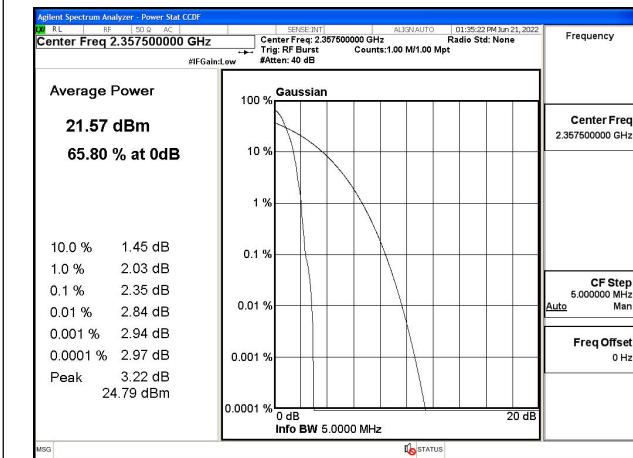 Agilent Spectrum Analyzer - Power Stat CCDF
RL RF 50 Ω AC SENSE:INT ALIGN AUTO 01:35:22 PM Jun 21, 2022
Center Freq 2.357500000 GHz
Center Freq: 2.357500000 GHz Radio Std: None
Trig: RF Burst Counts:1.00 M/1.00 Mpt
#IFGain:Low #Atten: 40 dB
Frequency
Average Power
21.57 dBm
65.80 % at 0dB
10.0 % 1.45 dB
1.0 % 2.03 dB
0.1 % 2.35 dB
0.01 % 2.84 dB
0.001 % 2.94 dB
0.0001 % 2.97 dB
Peak 3.22 dB
24.79 dBm
Gaussian
100 %
10 %
1 %
0.1 %
0.01 %
0.001 %
0.0001 %
0 dB 20 dB
Info BW 5.0000 MHz
Center Freq
2.357500000 GHz
CF Step
5.000000 MHz
Auto Man
Freq Offset
0 Hz
MSG STATUS